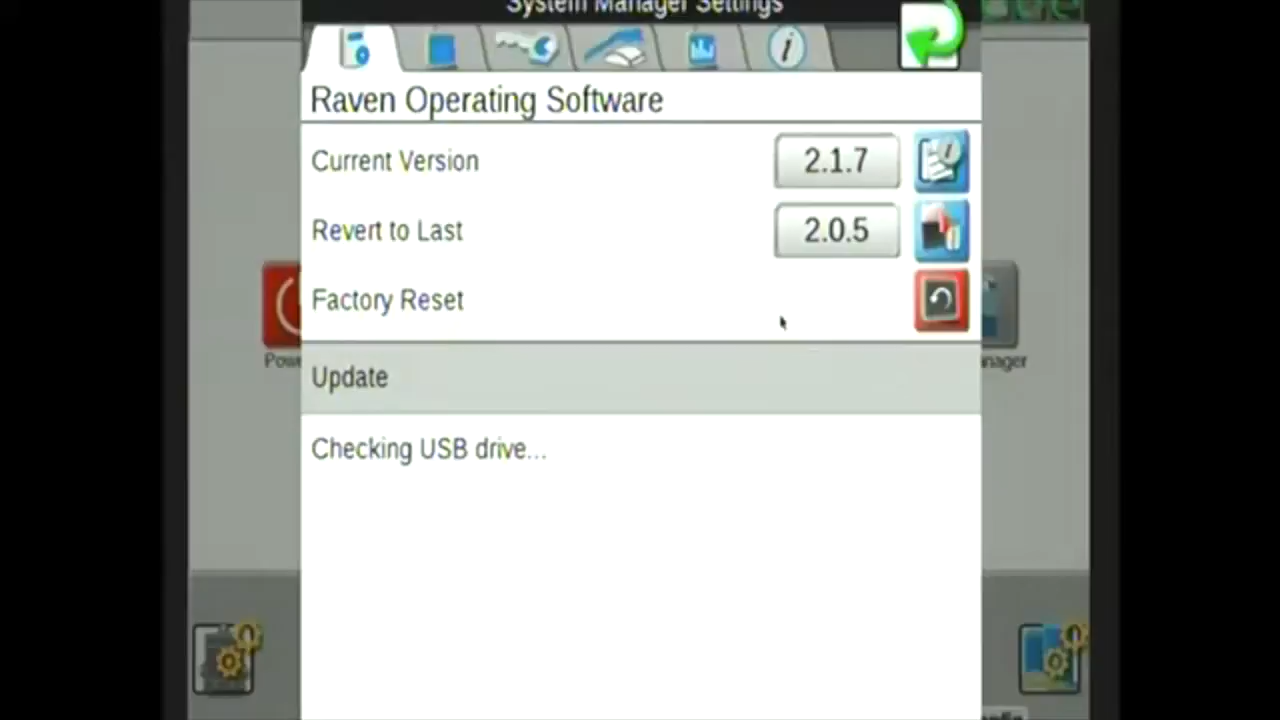 System Manager Settings
Raven Operating Software
Current Version
2.1.7
Revert to Last
2.0.5
Factory Reset
Update
Checking USB drive...